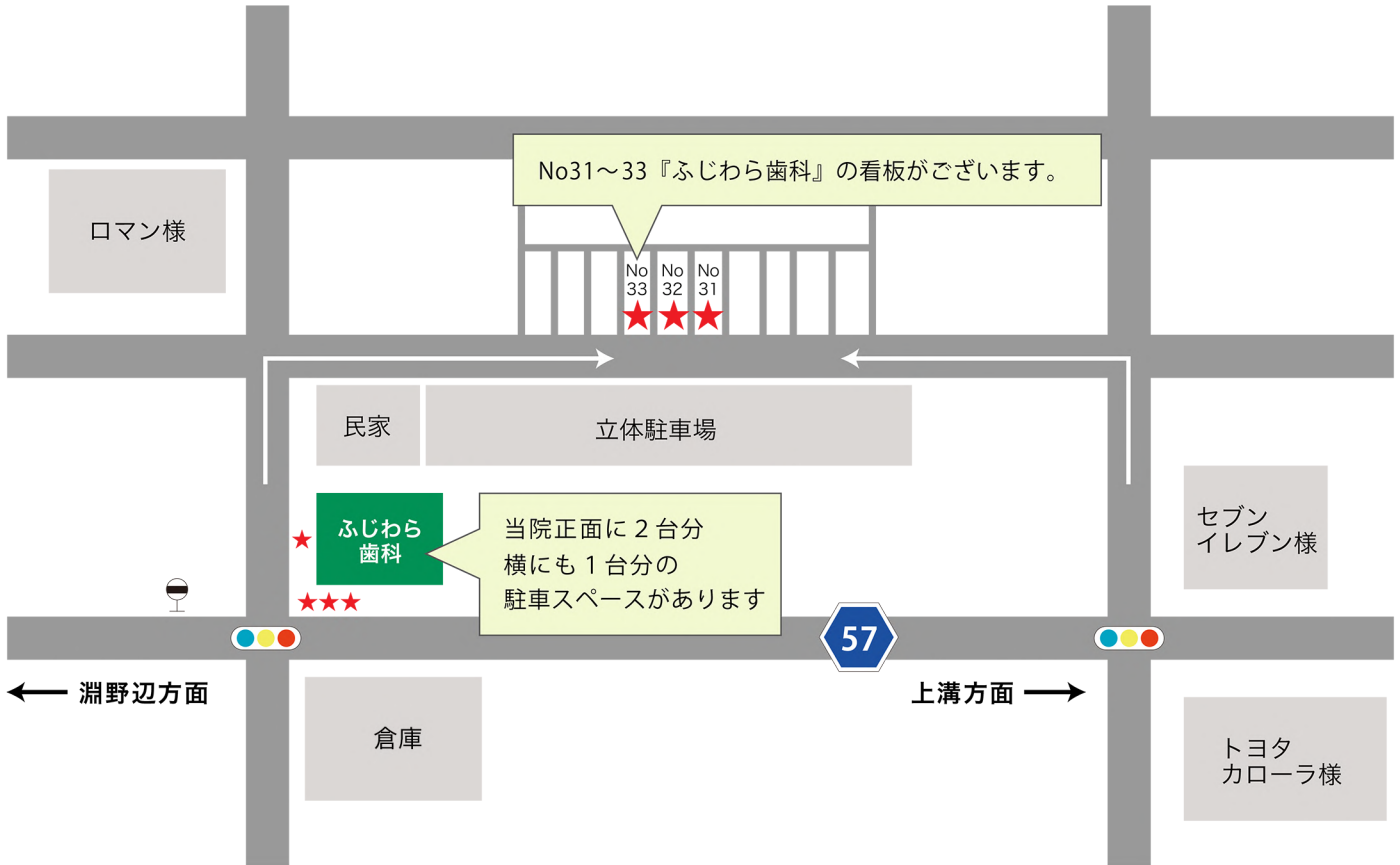 No31〜33『ふじわら歯科』の看板がございます。
ロマン様
No
33
No
32
No
31
民家
立体駐車場
ふじわら
歯科
当院正面に2台分
横にも1台分の
駐車スペースがあります
セブン
イレブン様
57
淵野辺方面
上溝方面
倉庫
トヨタ
カローラ様